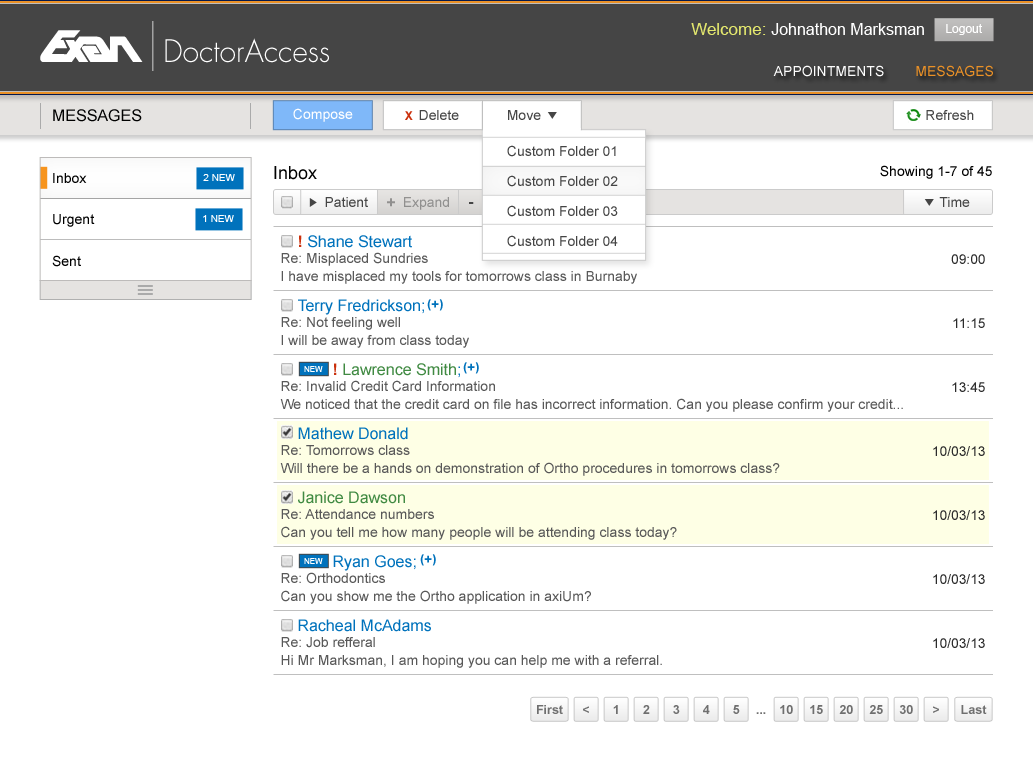 Exan DoctorAccess
Welcome: Johnathon Marksman Logout
APPOINTMENTS MESSAGES
MESSAGES Compose X Delete Move ▼ Refresh
Custom Folder 01
Custom Folder 02
Custom Folder 03
Custom Folder 04
Inbox 2 NEW
Urgent 1 NEW
Sent
Inbox Showing 1-7 of 45
Patient + Expand - ▼ Time
! Shane Stewart
Re: Misplaced Sundries 09:00
I have misplaced my tools for tomorrows class in Burnaby
Terry Fredrickson;(+)
Re: Not feeling well 11:15
I will be away from class today
NEW ! Lawrence Smith;(+)
Re: Invalid Credit Card Information 13:45
We noticed that the credit card on file has incorrect information. Can you please confirm your credit...
Mathew Donald
Re: Tomorrows class 10/03/13
Will there be a hands on demonstration of Ortho procedures in tomorrows class?
Janice Dawson
Re: Attendance numbers 10/03/13
Can you tell me how many people will be attending class today?
NEW Ryan Goes; (+)
Re: Orthodontics 10/03/13
Can you show me the Ortho application in axiUm?
Racheal McAdams
Re: Job refferal 10/03/13
Hi Mr Marksman, I am hoping you can help me with a referral.
First < 1 2 3 4 5 ... 10 15 20 25 30 > Last